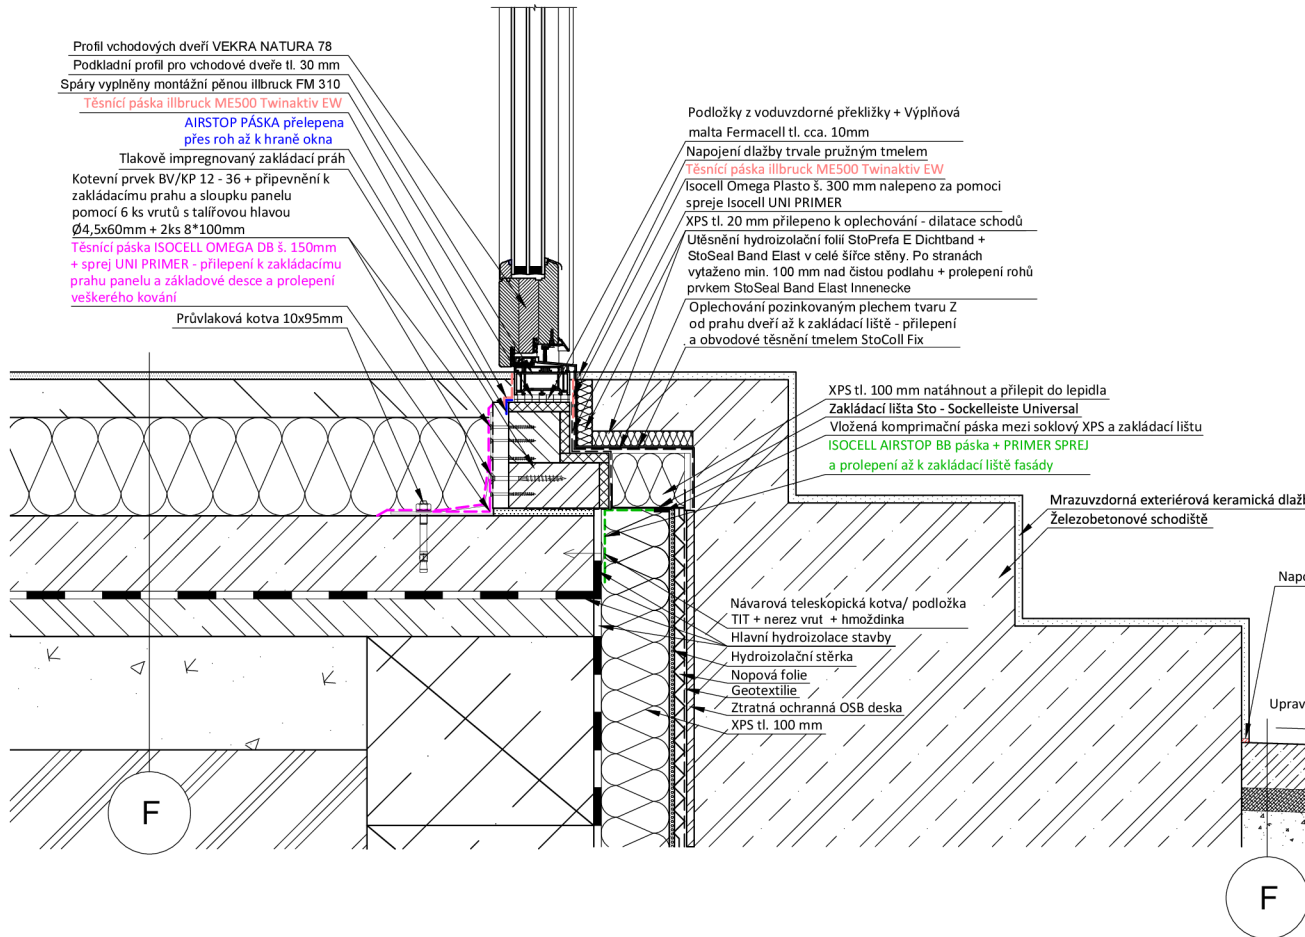 Profil vchodových dveří VEKRA NATURA 78
Podkladní profil pro vchodové dveře tl. 30 mm
Spáry vyplněny montážní pěnou illbruck FM 310
Těsnící páska illbruck ME500 Twinaktiv EW
AIRSTOP PÁSKA přelepena
přes roh až k hraně okna
Tlakově impregnovaný zakládací práh
Kotevní prvek BV/KP 12 - 36 + připevnění k
zakládacímu prahu a sloupku panelu
pomocí 6 ks vrutů s talířovou hlavou
Ø4,5x60mm + 2ks 8*100mm
Těsnící páska ISOCELL OMEGA DB š. 150mm
+ sprej UNI PRIMER - přilepení k zakládacímu
prahu panelu a základové desce a prolepení
veškerého kování
Průvlaková kotva 10x95mm
Podložky z voduvzdorné překližky + Výplňová
malta Fermacell tl. cca. 10mm
Napojení dlažby trvale pružným tmelem
Těsnící páska illbruck ME500 Twinaktiv EW
Isocell Omega Plasto š. 300 mm nalepeno za pomoci
spreje Isocell UNI PRIMER
XPS tl. 20 mm přilepeno k oplechování - dilatace schodů
Utěsnění hydroizolační folii StoPrefa E Dichtband +
StoSeal Band Elast v celé šířce stěny. Po stranách
vytaženo min. 100 mm nad čistou podlahu + prolepení rohů
prvkem StoSeal Band Elast Innenecke
Oplechování pozinkovaným plechem tvaru Z
od prahu dveří až k zakládací liště - přilepení
a obvodové těsnění tmelem StoColl Fix
XPS tl. 100 mm natáhnout a přilepit do lepidla
Zakládací lišta Sto - Sockelleiste Universal
Vložená komprimační páska mezi soklový XPS a zakládací lištu
ISOCELL AIRSTOP BB páska + PRIMER SPREJ
a prolepení až k zakládací liště fasády
Mrazuvzdorná exteriérová keramická dlažb
Železobetonové schodiště
Napo
Návarová teleskopická kotva/ podložka
TIT + nerez vrut + hmoždinka
Hlavní hydroizolace stavby
Hydroizolační stěrka
Nopová folie
Geotextilie
Ztratná ochranná OSB deska
XPS tl. 100 mm
Uprav
F
F